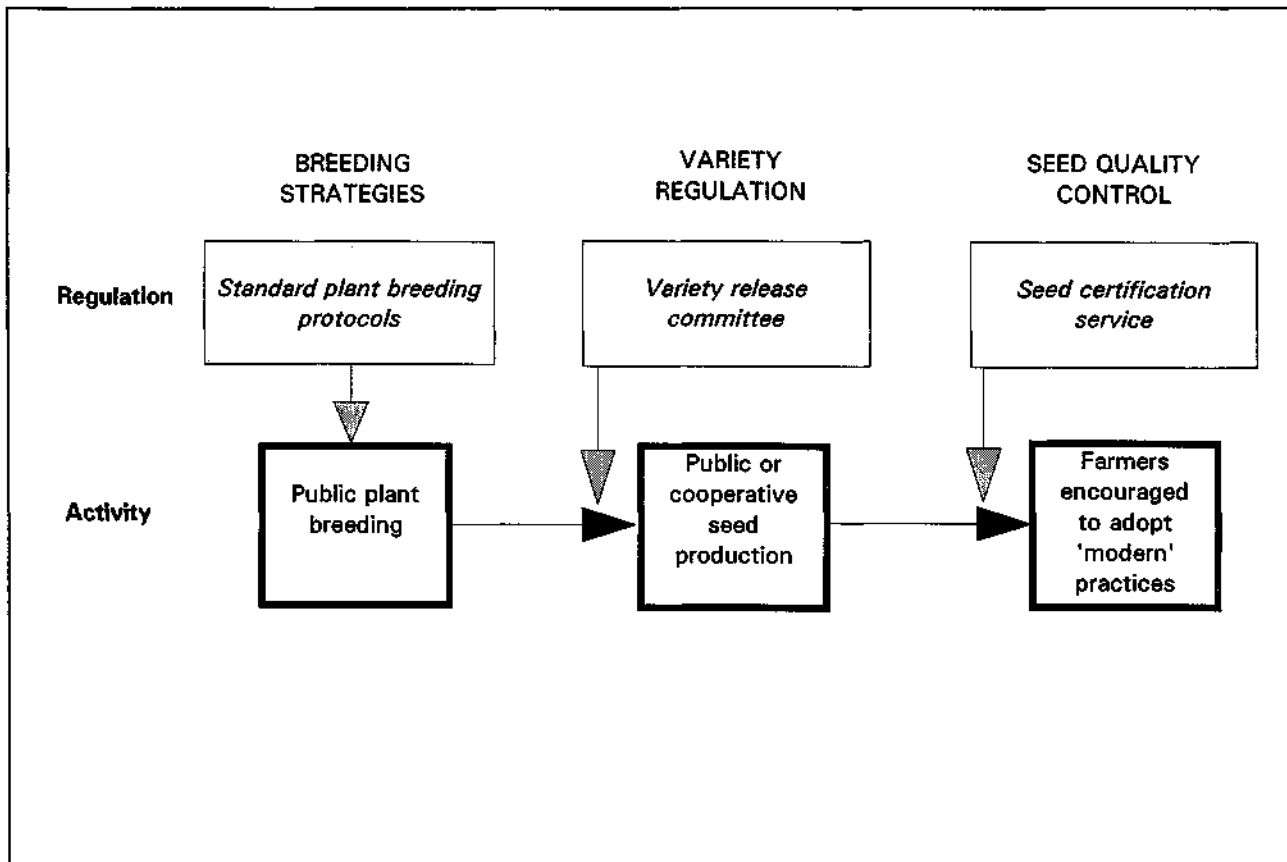 BREEDING
STRATEGIES
VARIETY
REGULATION
SEED QUALITY
CONTROL
Regulation
Standard plant breeding
protocols
Variety release
committee
Seed certification
service
Activity
Public plant
breeding
Public or
cooperative
seed
production
Farmers
encouraged
to adopt
'modern'
practices